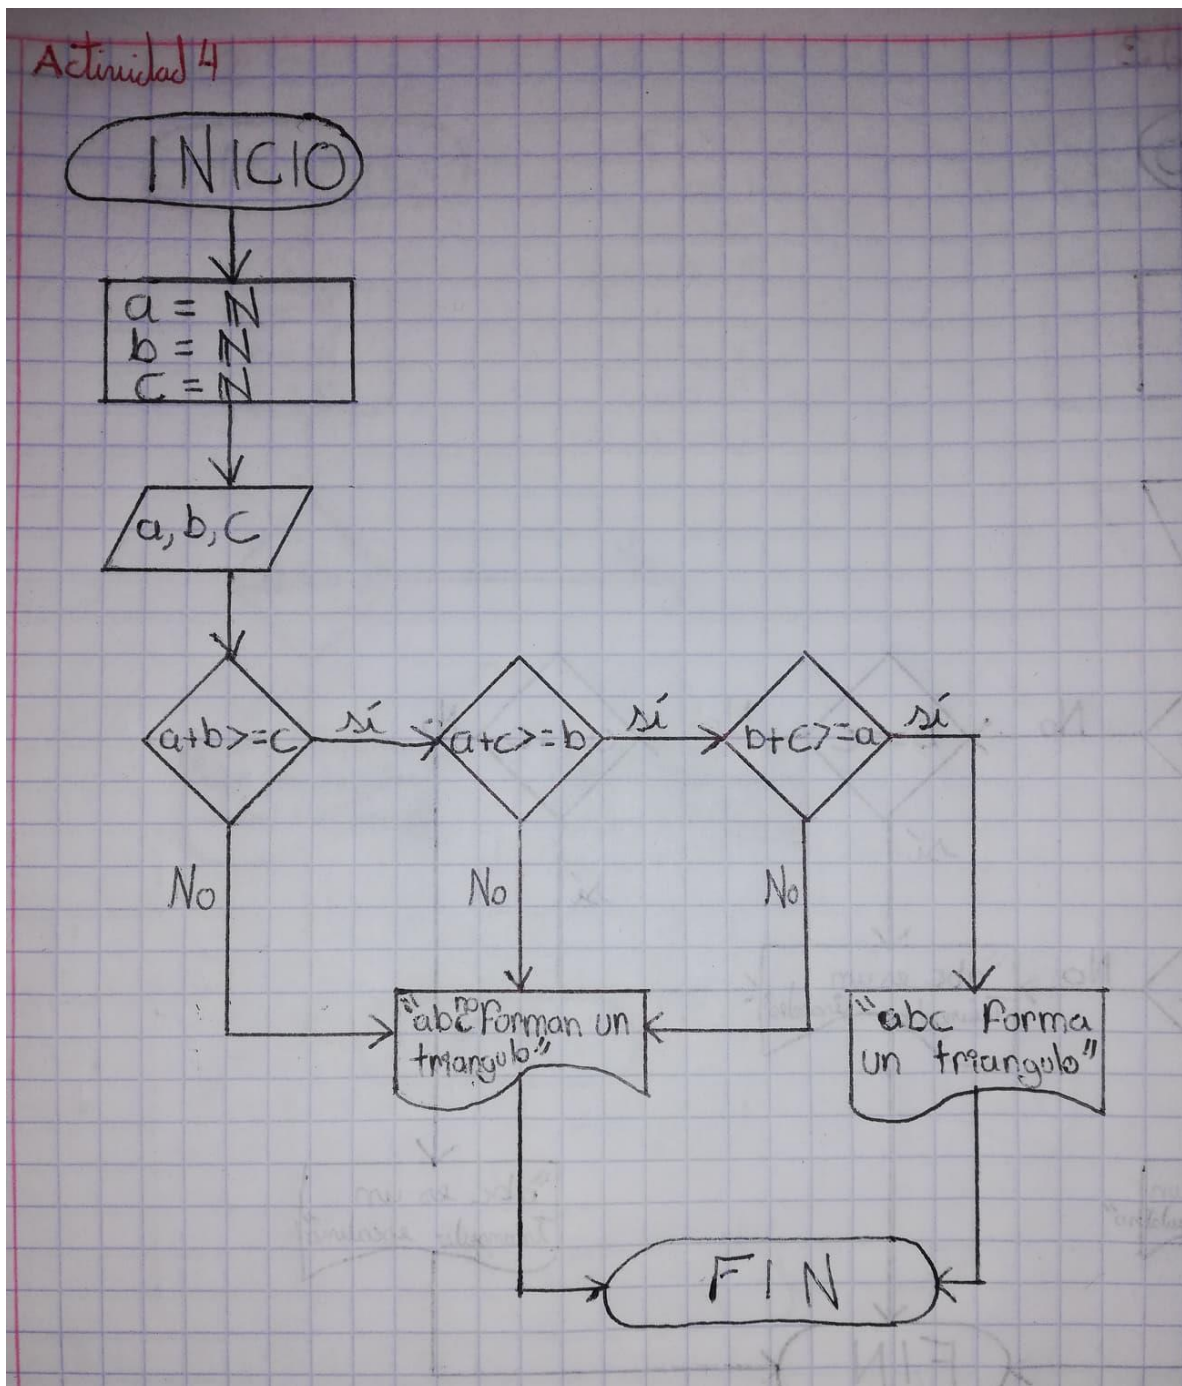 Actividad 4
INICIO
a = ℕ
b = ℕ
c = ℕ
a, b, c
a+b>=c
sí
a+c>=b
sí
b+c>=a
sí
No
No
No
"abc no forman un
triangulo"
"abc forma
un triangulo"
FIN